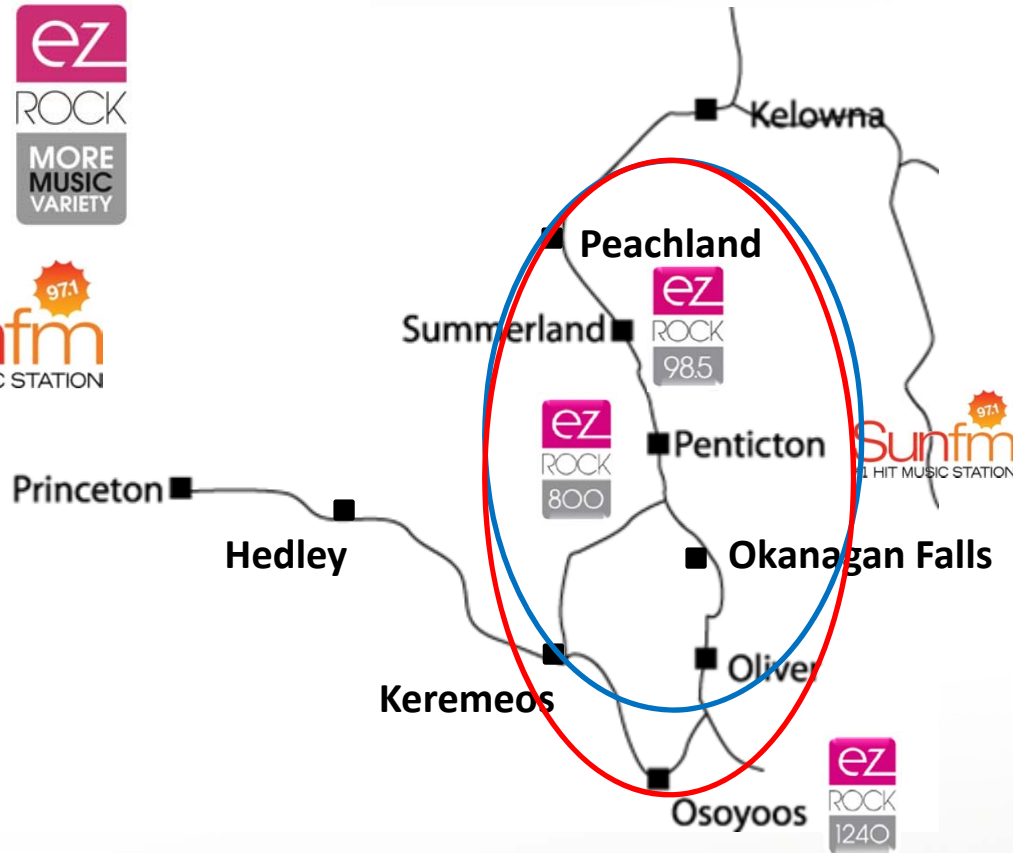 ez
ROCK
MORE
MUSIC
VARIETY
Kelowna
Peachland
ez
ROCK
98.5
97.1
fm
STATION
Summerland
ez
ROCK
800
Penticton
97.1
Sunfm
#1 HIT MUSIC STATION
Princeton
Hedley
Okanagan Falls
Keremeos
Oliver
Osoyoos
ez
ROCK
1240